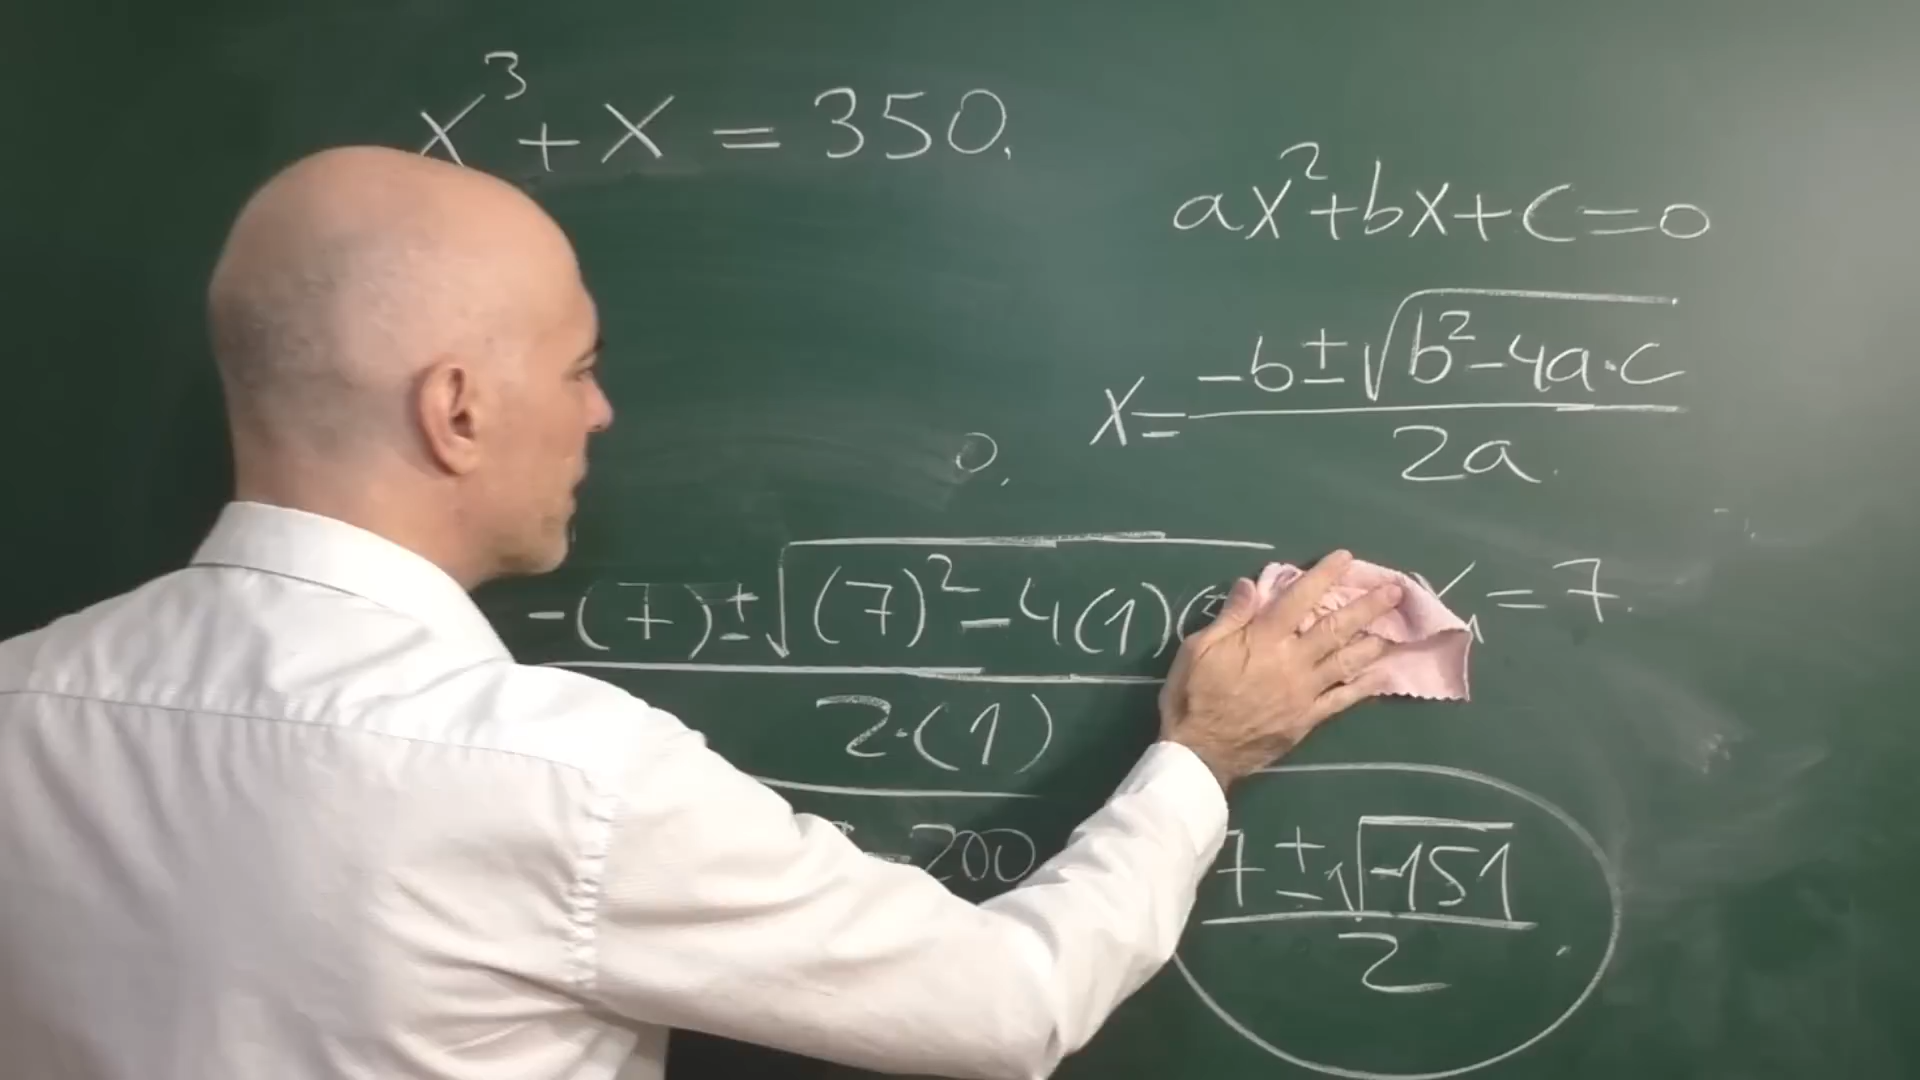 x³ + x = 350.
ax² + bx + c = 0
x = (-b ± √(b² - 4a·c)) / 2a
0.
-(7) ± √((7)² - 4(1)(
2·(1)
x₁ = 7.
- 200
7 ± √-151
2